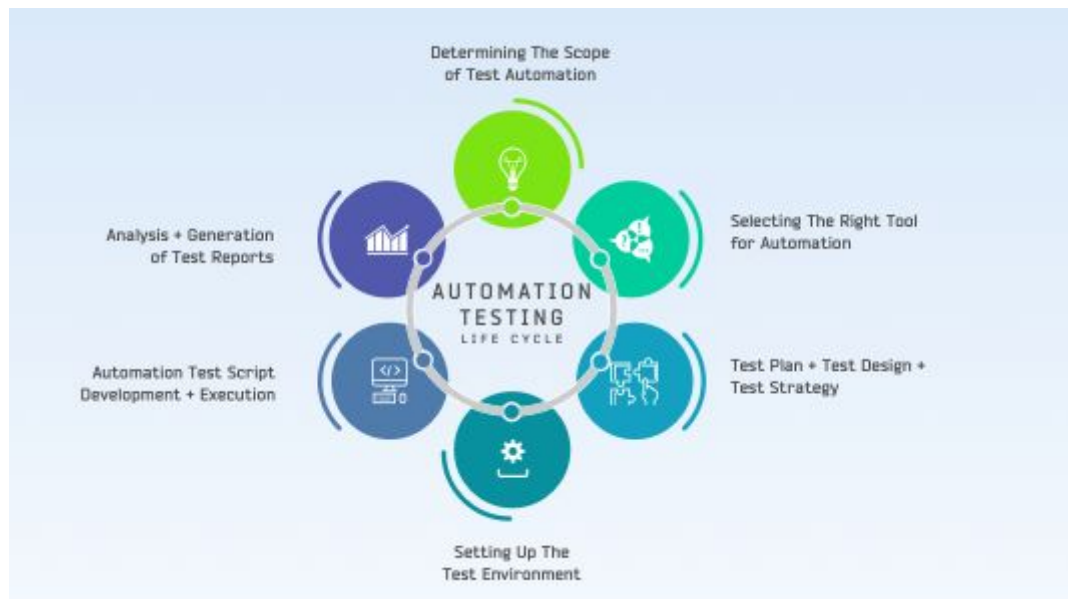 Determining The Scope
of Test Automation
Selecting The Right Tool
for Automation
Test Plan + Test Design +
Test Strategy
Setting Up The
Test Environment
Automation Test Script
Development + Execution
Analysis + Generation
of Test Reports
AUTOMATION
TESTING
LIFE CYCLE